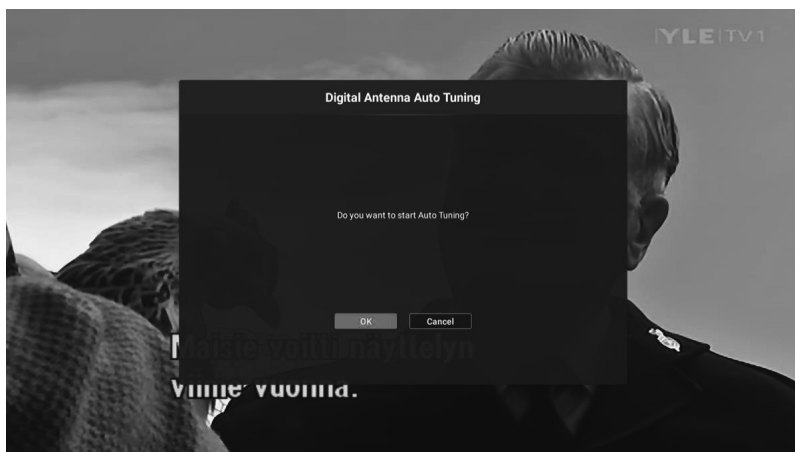 YLE TV1
Digital Antenna Auto Tuning
Do you want to start Auto Tuning?
OK
Cancel
Maisie voitti näyttelyn
viime vuonna.